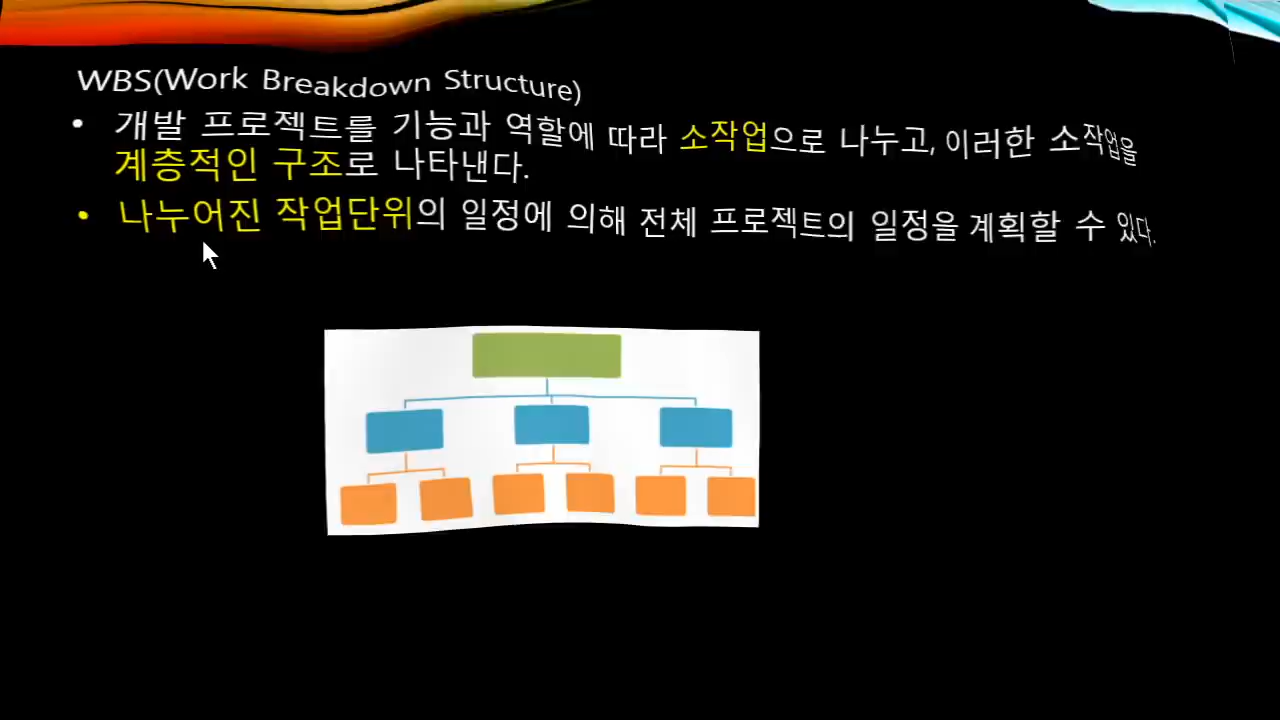 WBS(Work Breakdown Structure)
• 개발 프로젝트를 기능과 역할에 따라 소작업으로 나누고, 이러한 소작업을
계층적인 구조로 나타낸다.
• 나누어진 작업단위의 일정에 의해 전체 프로젝트의 일정을 계획할 수 있다.